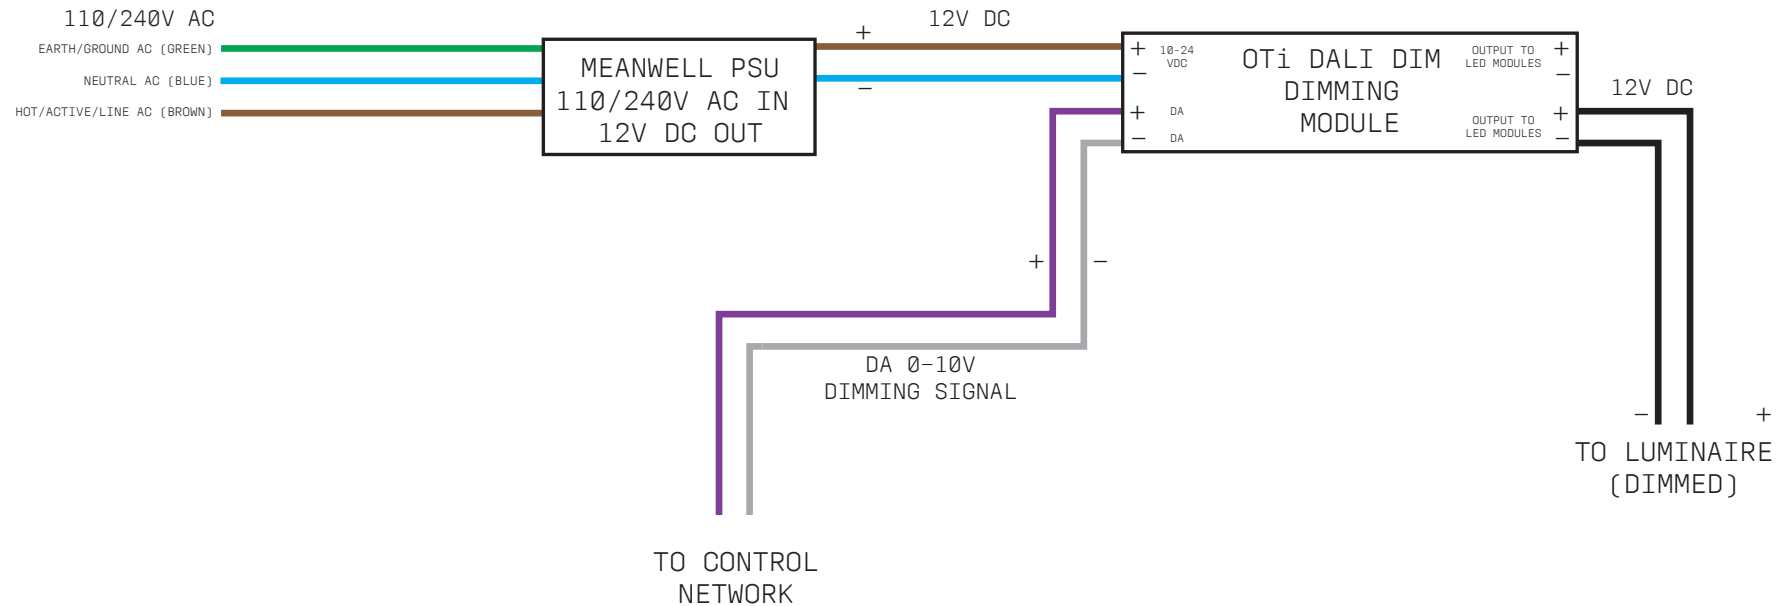 110/240V AC
EARTH/GROUND AC (GREEN)
NEUTRAL AC (BLUE)
HOT/ACTIVE/LINE AC (BROWN)
MEANWELL PSU
110/240V AC IN
12V DC OUT
12V DC
+
−
+
−
10-24
VDC
+
−
DA
DA
OTi DALI DIM
DIMMING
MODULE
OUTPUT TO
LED MODULES
+
−
OUTPUT TO
LED MODULES
+
−
12V DC
+
−
DA 0-10V
DIMMING SIGNAL
−
+
TO LUMINAIRE
(DIMMED)
TO CONTROL
NETWORK